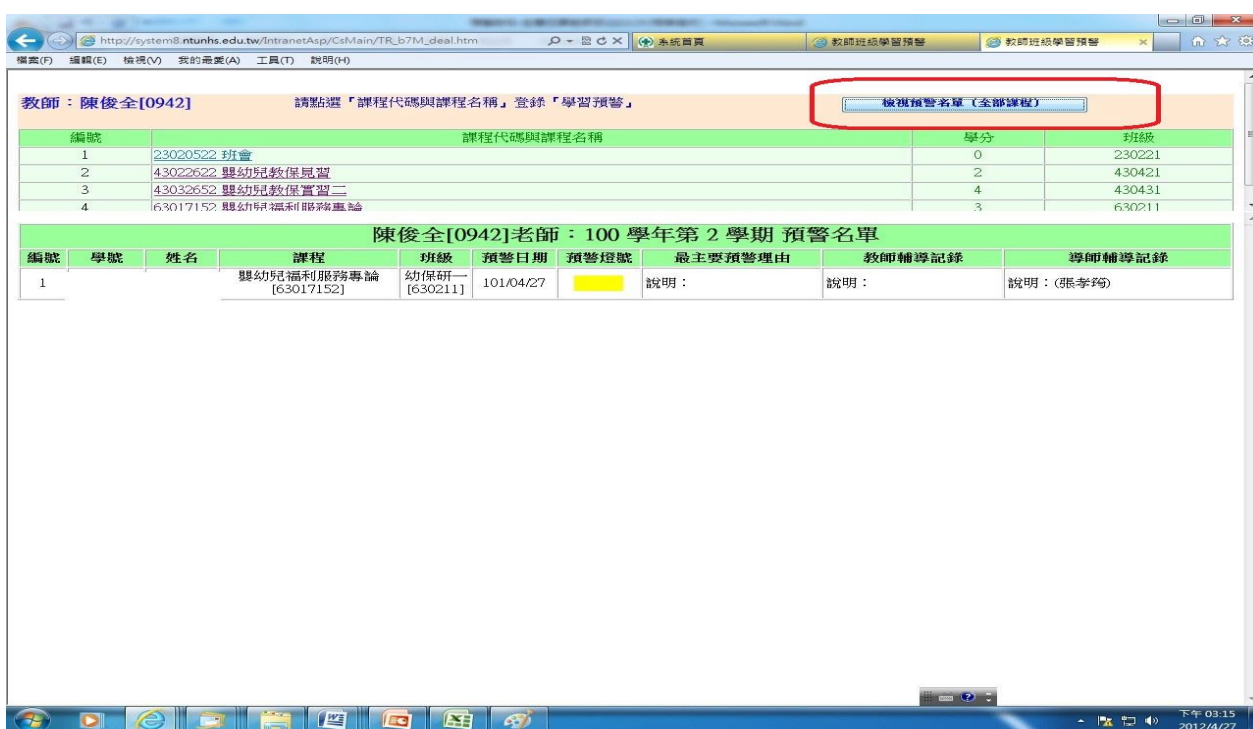 http://system8.ntunhs.edu.tw/IntranetAsp/CsMain/TR_b7M_deal.htm 系統首頁 教師班級學習預警 教師班級學習預警
檔案(F) 編輯(E) 檢視(V) 我的最愛(A) 工具(T) 說明(H)
教師：陳俊全[0942] 請點選「課程代碼與課程名稱」登錄「學習預警」 檢視預警名單（全部課程）
編號 課程代碼與課程名稱 學分 班級
1 23020522 班會 0 230221
2 43022622 嬰幼兒教保見習 2 430421
3 43032652 嬰幼兒教保實習二 4 430431
4 63017152 嬰幼兒福利服務專論 3 630211
陳俊全[0942]老師：100 學年第 2 學期 預警名單
編號 學號 姓名 課程 班級 預警日期 預警燈號 最主要預警理由 教師輔導記錄 導師輔導記錄
1 嬰幼兒福利服務專論 幼保研一 101/04/27 說明： 說明： 說明：(張孝筠)
[63017152] [630211]
下午 03:15
2012/4/27